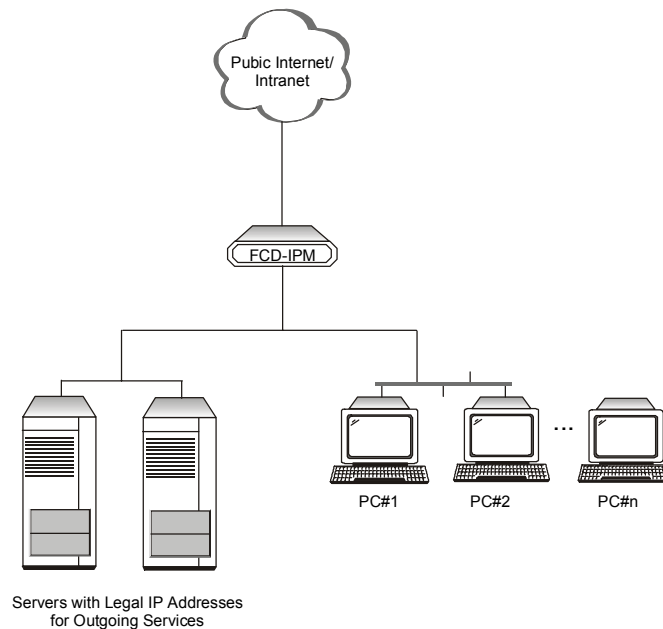 Pubic Internet/
Intranet
FCD-IPM
PC#1
PC#2
...
PC#n
Servers with Legal IP Addresses
for Outgoing Services